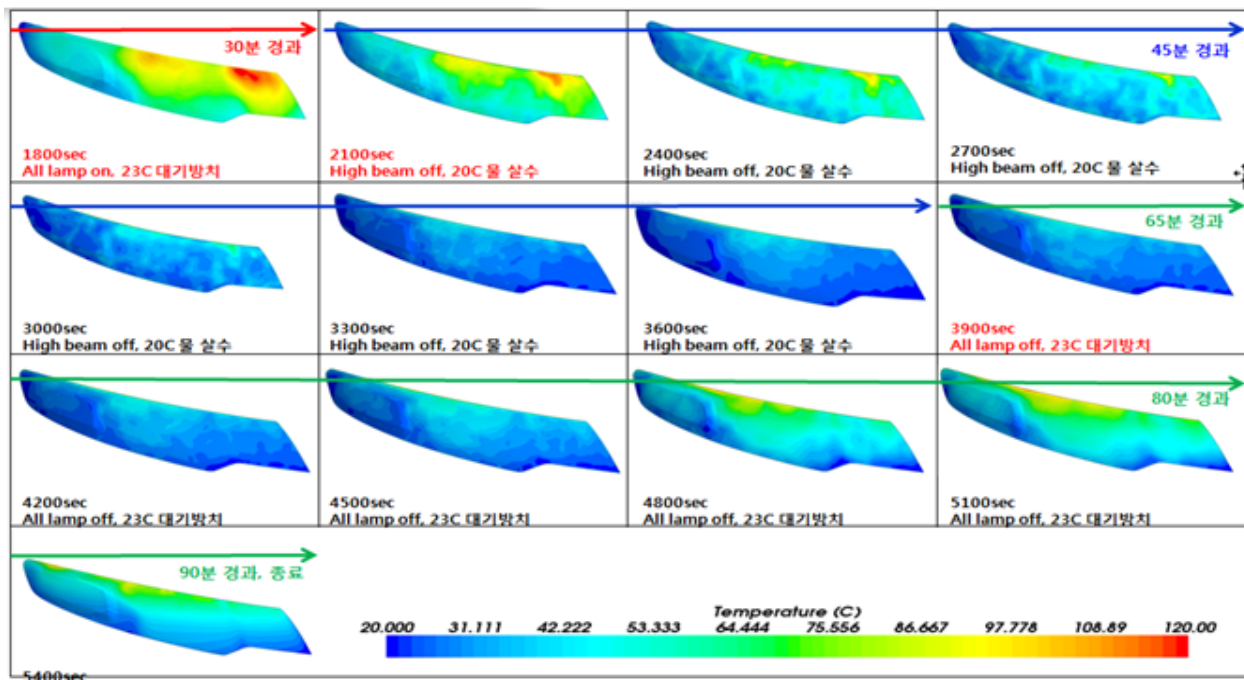 30분 경과
45분 경과
1800sec
All lamp on, 23C 대기방치
2100sec
High beam off, 20C 물 살수
2400sec
High beam off, 20C 물 살수
2700sec
High beam off, 20C 물 살수
65분 경과
3000sec
High beam off, 20C 물 살수
3300sec
High beam off, 20C 물 살수
3600sec
High beam off, 20C 물 살수
3900sec
All lamp off, 23C 대기방치
80분 경과
4200sec
All lamp off, 23C 대기방치
4500sec
All lamp off, 23C 대기방치
4800sec
All lamp off, 23C 대기방치
5100sec
All lamp off, 23C 대기방치
90분 경과, 종료
5400sec
Temperature (C)
20.000 31.111 42.222 53.333 64.444 75.556 86.667 97.778 108.89 120.00